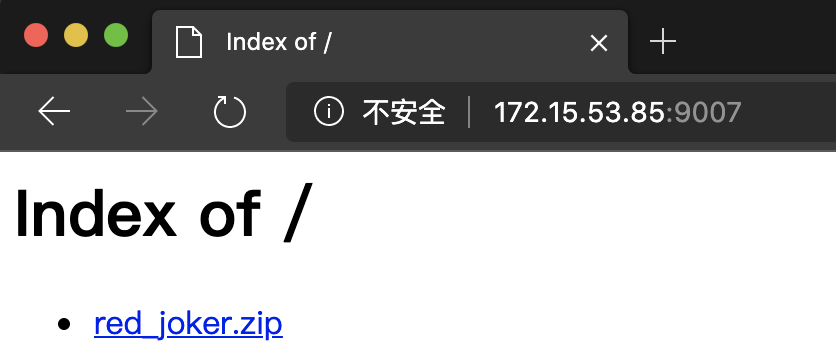 Index of /
不安全 172.15.53.85:9007
Index of /
red_joker.zip